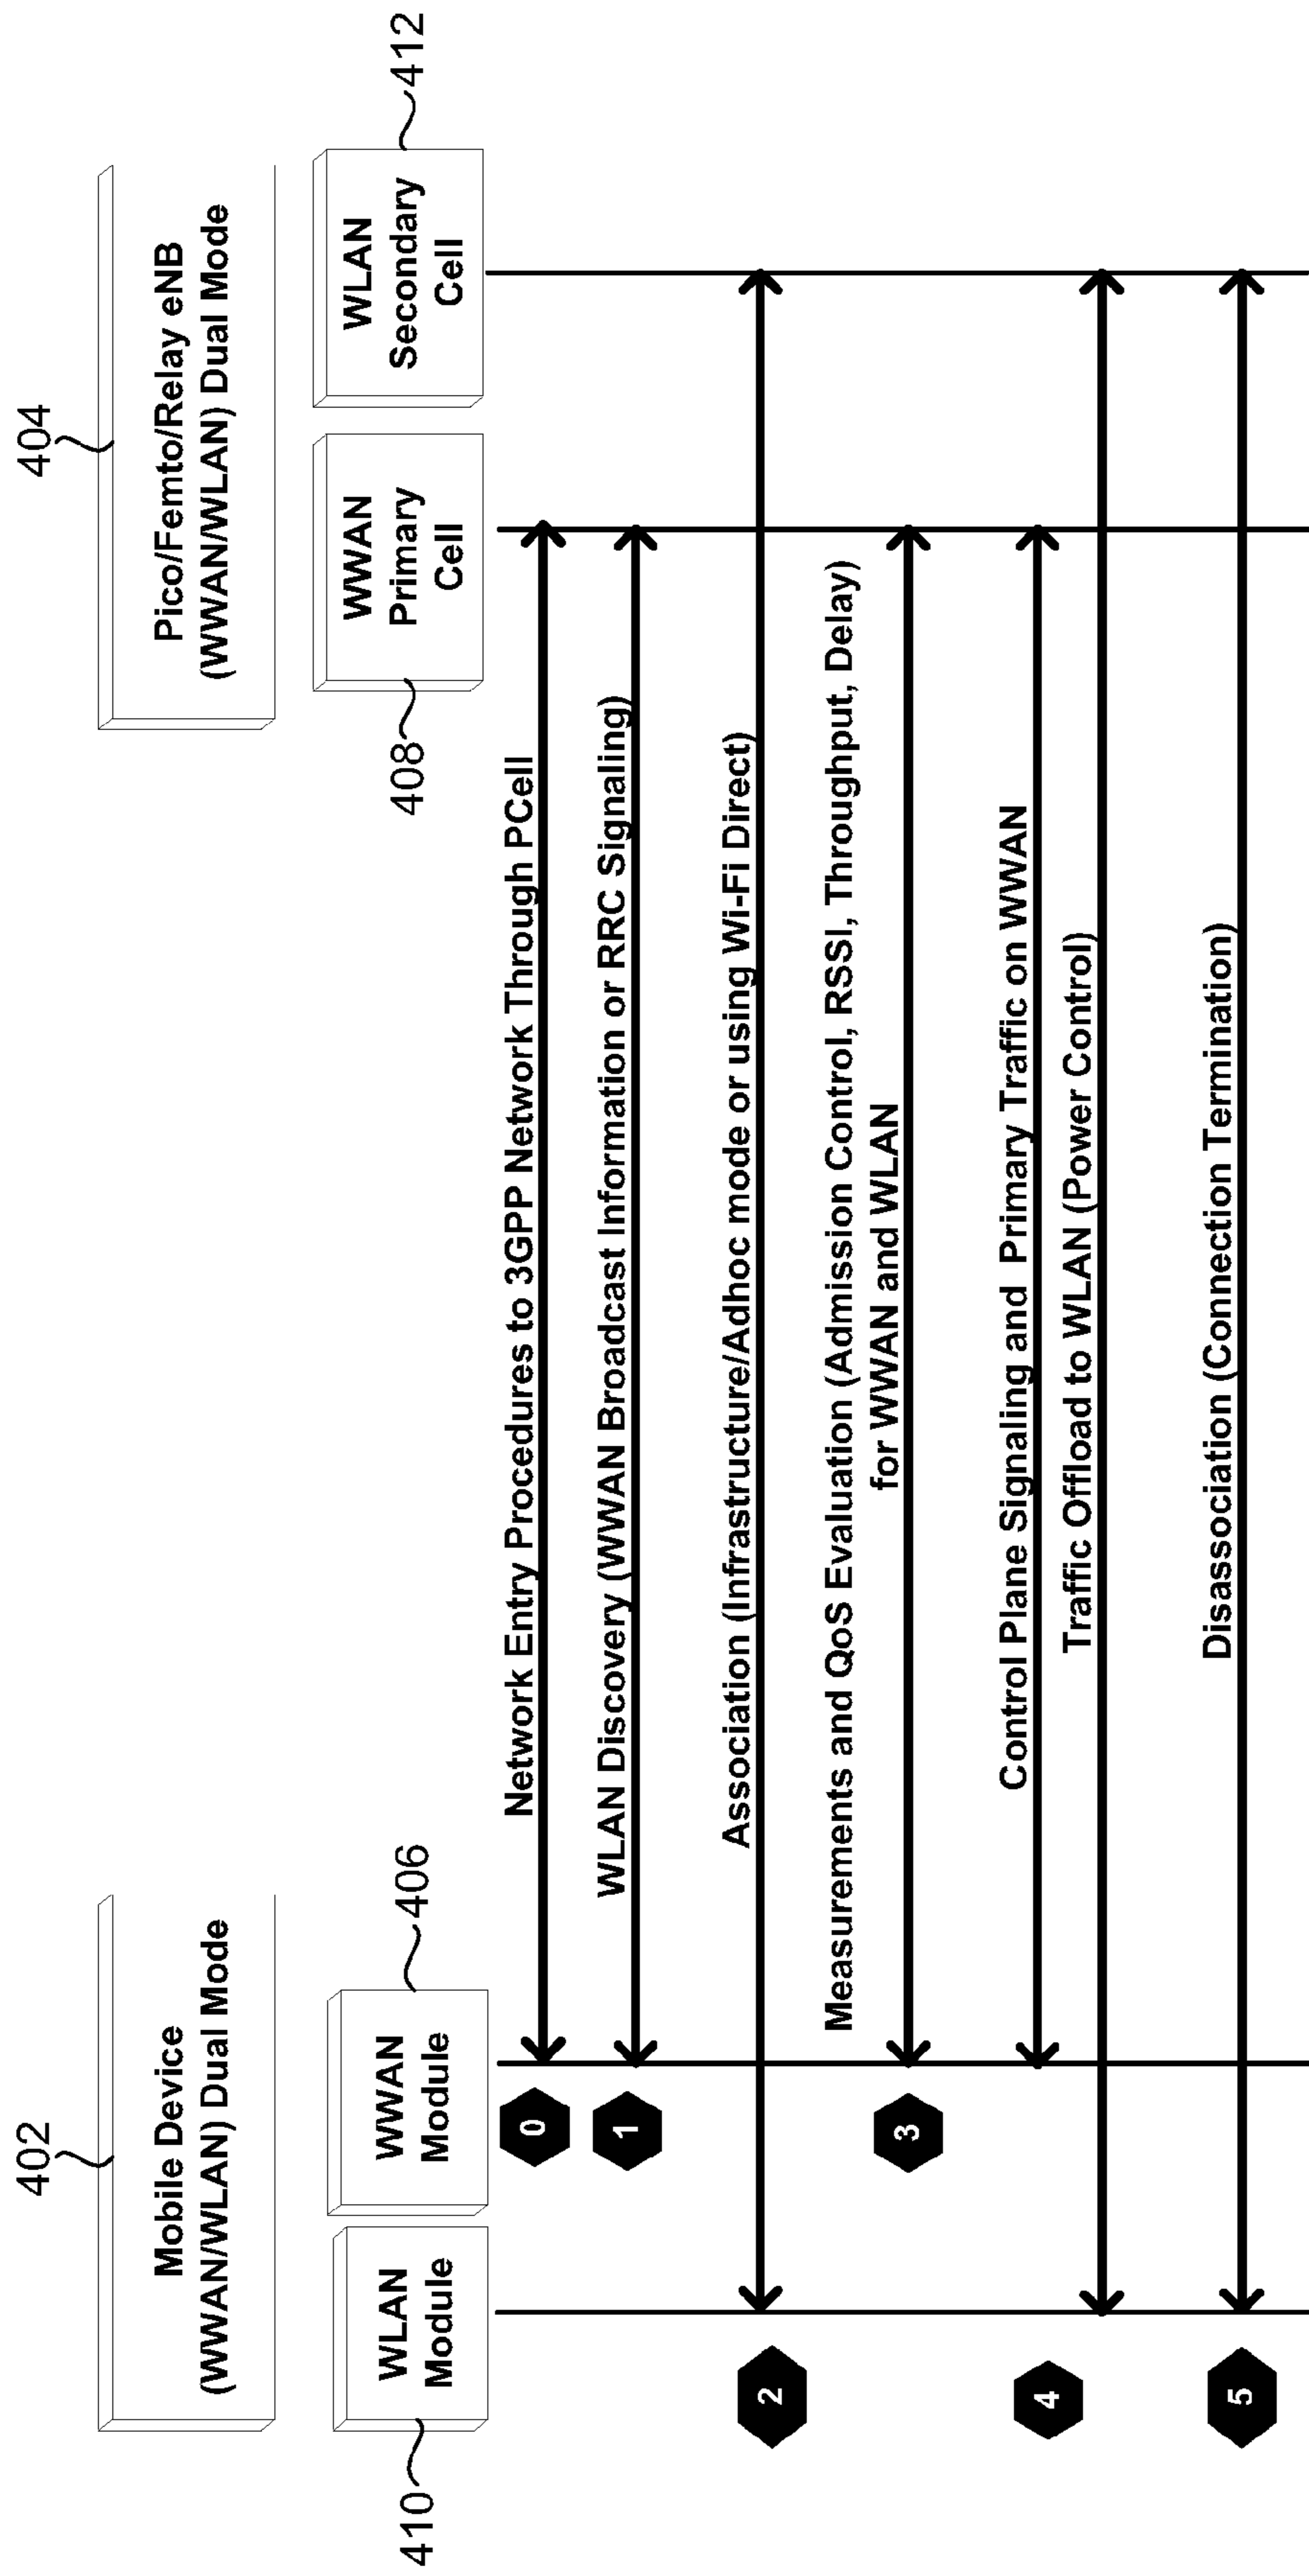 402
404
Mobile Device
(WWAN/WLAN) Dual Mode
Pico/Femto/Relay eNB
(WWAN/WLAN) Dual Mode
410
WLAN
Module
WWAN
Module
406
408
WWAN
Primary
Cell
WLAN
Secondary
Cell
412
0
Network Entry Procedures to 3GPP Network Through PCell
1
WLAN Discovery (WWAN Broadcast Information or RRC Signaling)
2
Association (Infrastructure/Adhoc mode or using Wi-Fi Direct)
3
Measurements and QoS Evaluation (Admission Control, RSSI, Throughput, Delay)
for WWAN and WLAN
4
Control Plane Signaling and Primary Traffic on WWAN
Traffic Offload to WLAN (Power Control)
5
Disassociation (Connection Termination)